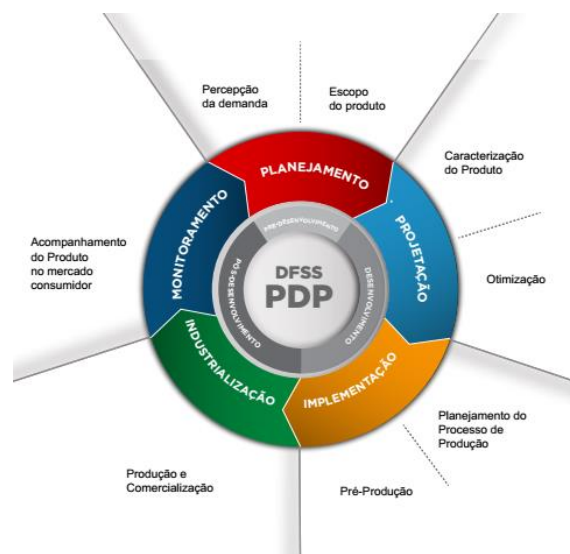 Percepção
da demanda
Escopo
do produto
Caracterização
do Produto
Otimização
Planejamento do
Processo de
Produção
Pré-Produção
Produção e
Comercialização
Acompanhamento
do Produto
no mercado
consumidor
PLANEJAMENTO
PROJETAÇÃO
IMPLEMENTAÇÃO
INDUSTRIALIZAÇÃO
MONITORAMENTO
PRÉ-DESENVOLVIMENTO
DESENVOLVIMENTO
PÓS-DESENVOLVIMENTO
DFSS
PDP